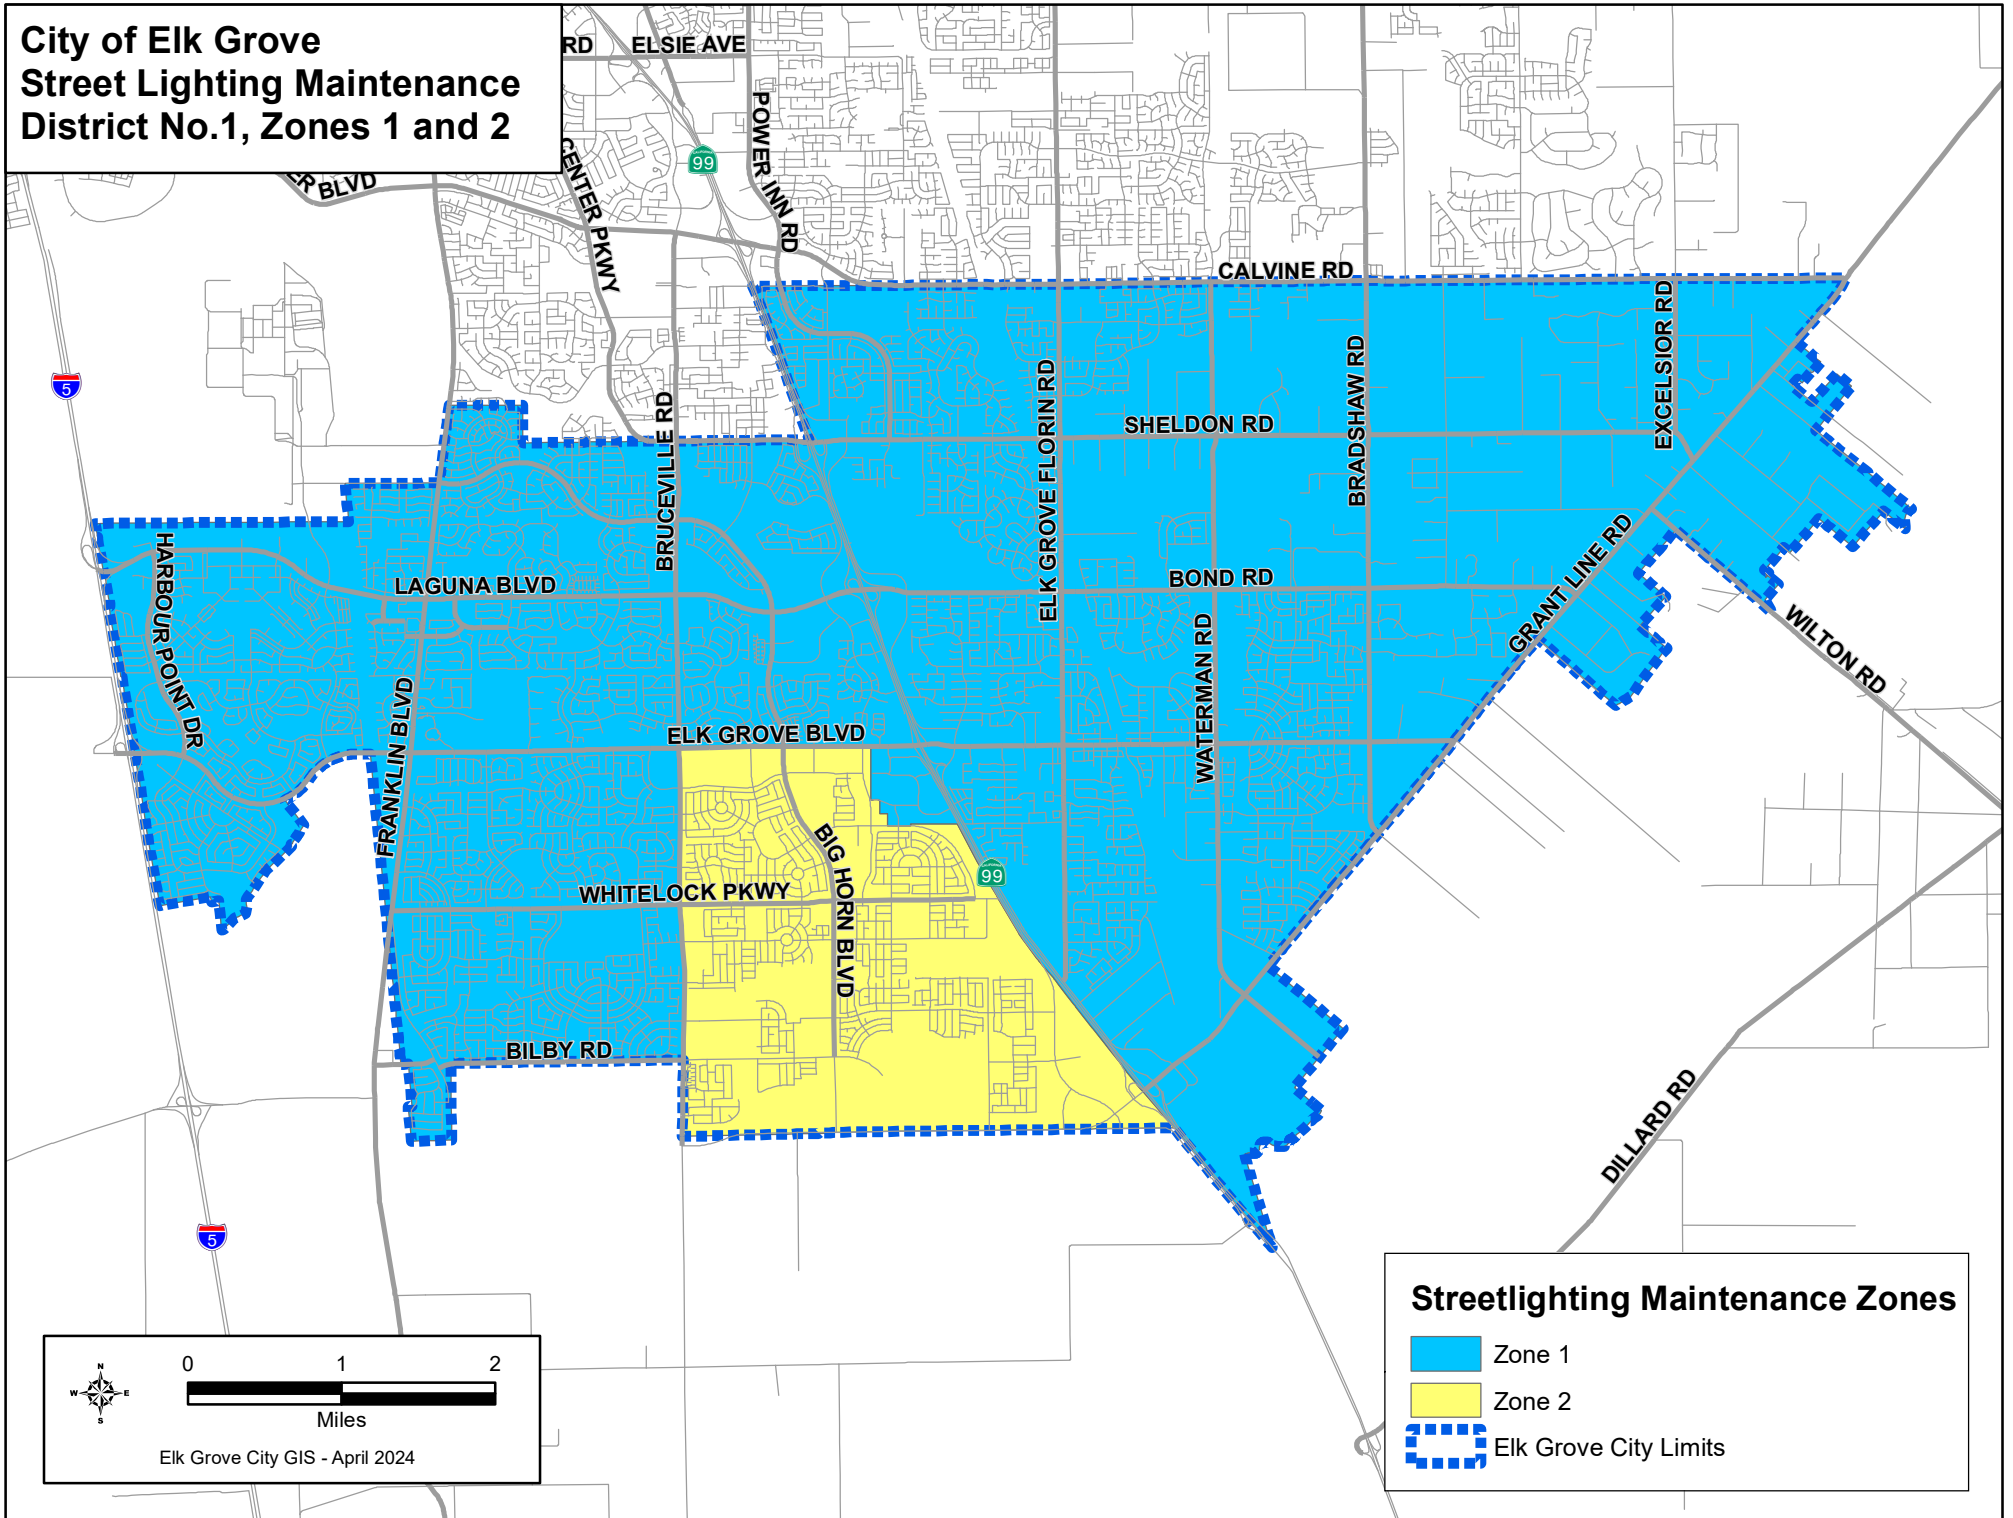 City of Elk Grove
Street Lighting Maintenance
District No.1, Zones 1 and 2
RD
ELSIE AVE
POWER INN RD
CENTER PKWY
99
ER BLVD
CALVINE RD
EXCELSIOR RD
5
BRUCEVILLE RD
ELK GROVE FLORIN RD
BRADSHAW RD
SHELDON RD
HARBOUR POINT DR
LAGUNA BLVD
BOND RD
GRANT LINE RD
WILTON RD
WATERMAN RD
FRANKLIN BLVD
ELK GROVE BLVD
BIG HORN BLVD
99
WHITELOCK PKWY
BILBY RD
DILLARD RD
5
Streetlighting Maintenance Zones
Zone 1
Zone 2
Elk Grove City Limits
N
W E
S
0 1 2
Miles
Elk Grove City GIS - April 2024